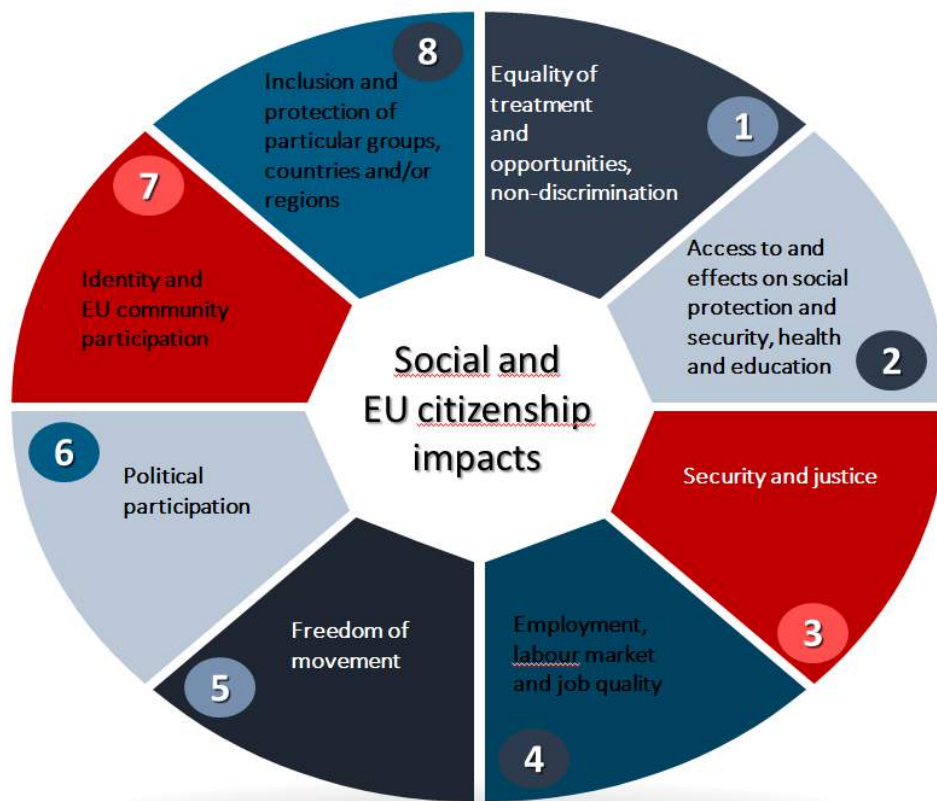 Social and
EU citizenship
impacts
1
Equality of
treatment
and
opportunities,
non-discrimination
2
Access to and
effects on social
protection and
security, health
and education
3
Security and justice
4
Employment,
labour market
and job quality
5
Freedom of
movement
6
Political
participation
7
Identity and
EU community
participation
8
Inclusion and
protection of
particular groups,
countries and/or
regions